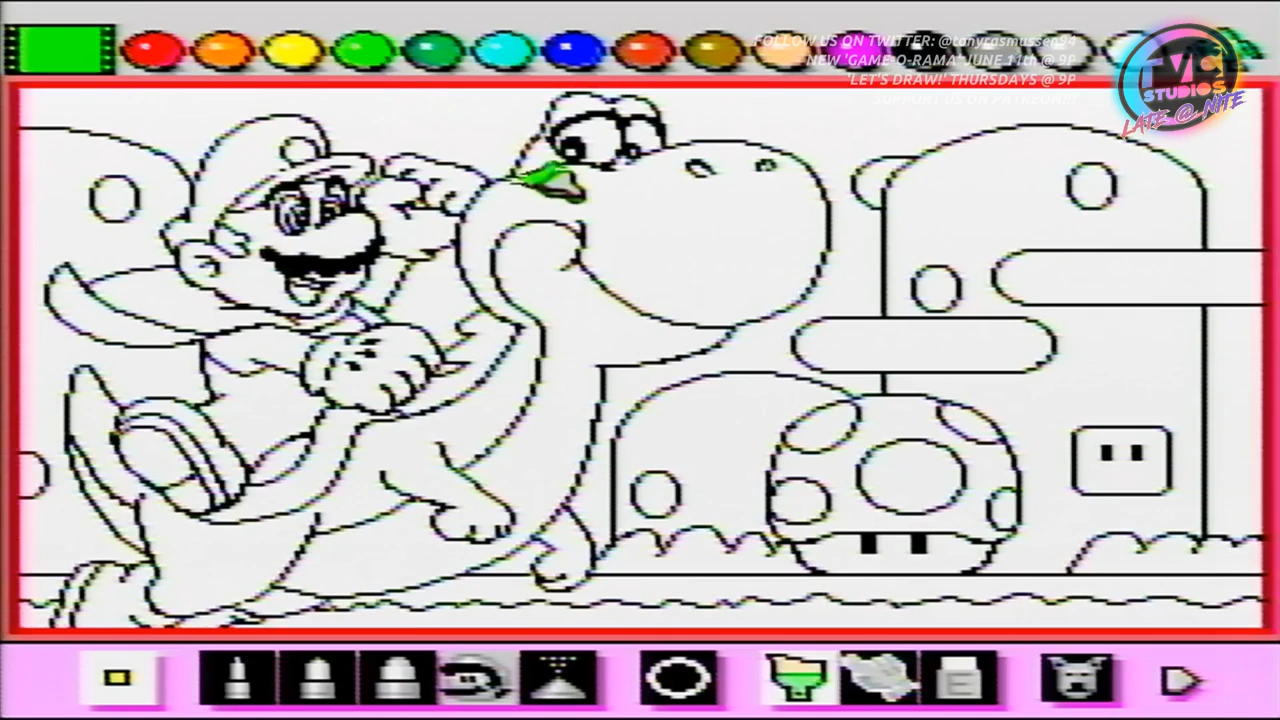 FOLLOW US ON TWITTER: @tonyrasmussen94
NEW 'GAME-O-RAMA' JUNE 11th @ 9P
'LET'S DRAW!' THURSDAYS @ 9P
SUPPORT US ON PATREON!!!
TVC
STUDIOS
LATE @ NITE